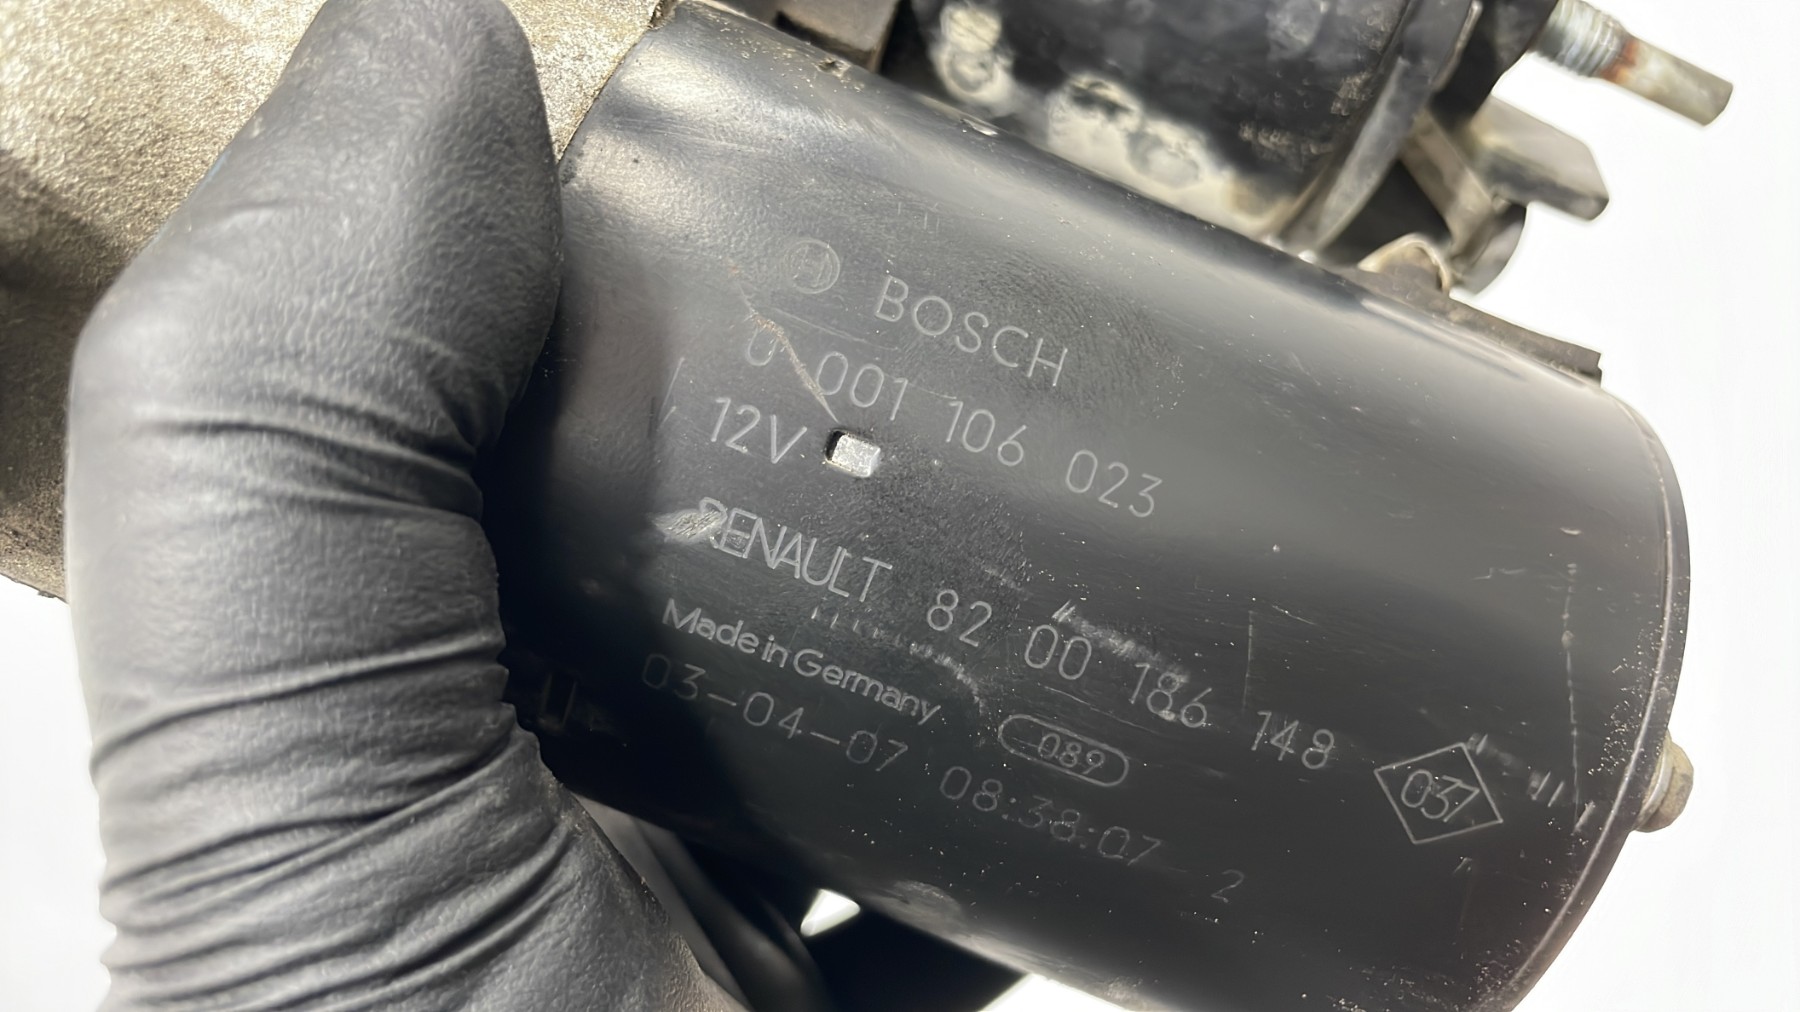 BOSCH
0 001 106 023
12V
RENAULT 82 00 186 148
Made in Germany 089 037
03-04-07 08:38:07 2